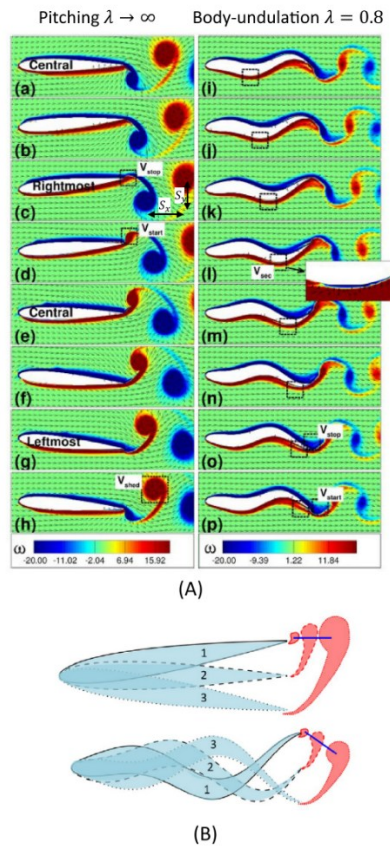 Pitching λ → ∞ Body-undulation λ = 0.8
Central
(a)
(b)
V_stop
Rightmost
(c)
S_x
S_y
V_start
(d)
Central
(e)
(f)
Leftmost
(g)
V_shed
(h)
ω
-20.00 -11.02 -2.04 6.94 15.92
(i)
(j)
(k)
(l)
V_sec
(m)
(n)
V_stop
(o)
V_start
(p)
ω
-20.00 -9.39 1.22 11.84
(A)
1
2
3
3
2
1
(B)